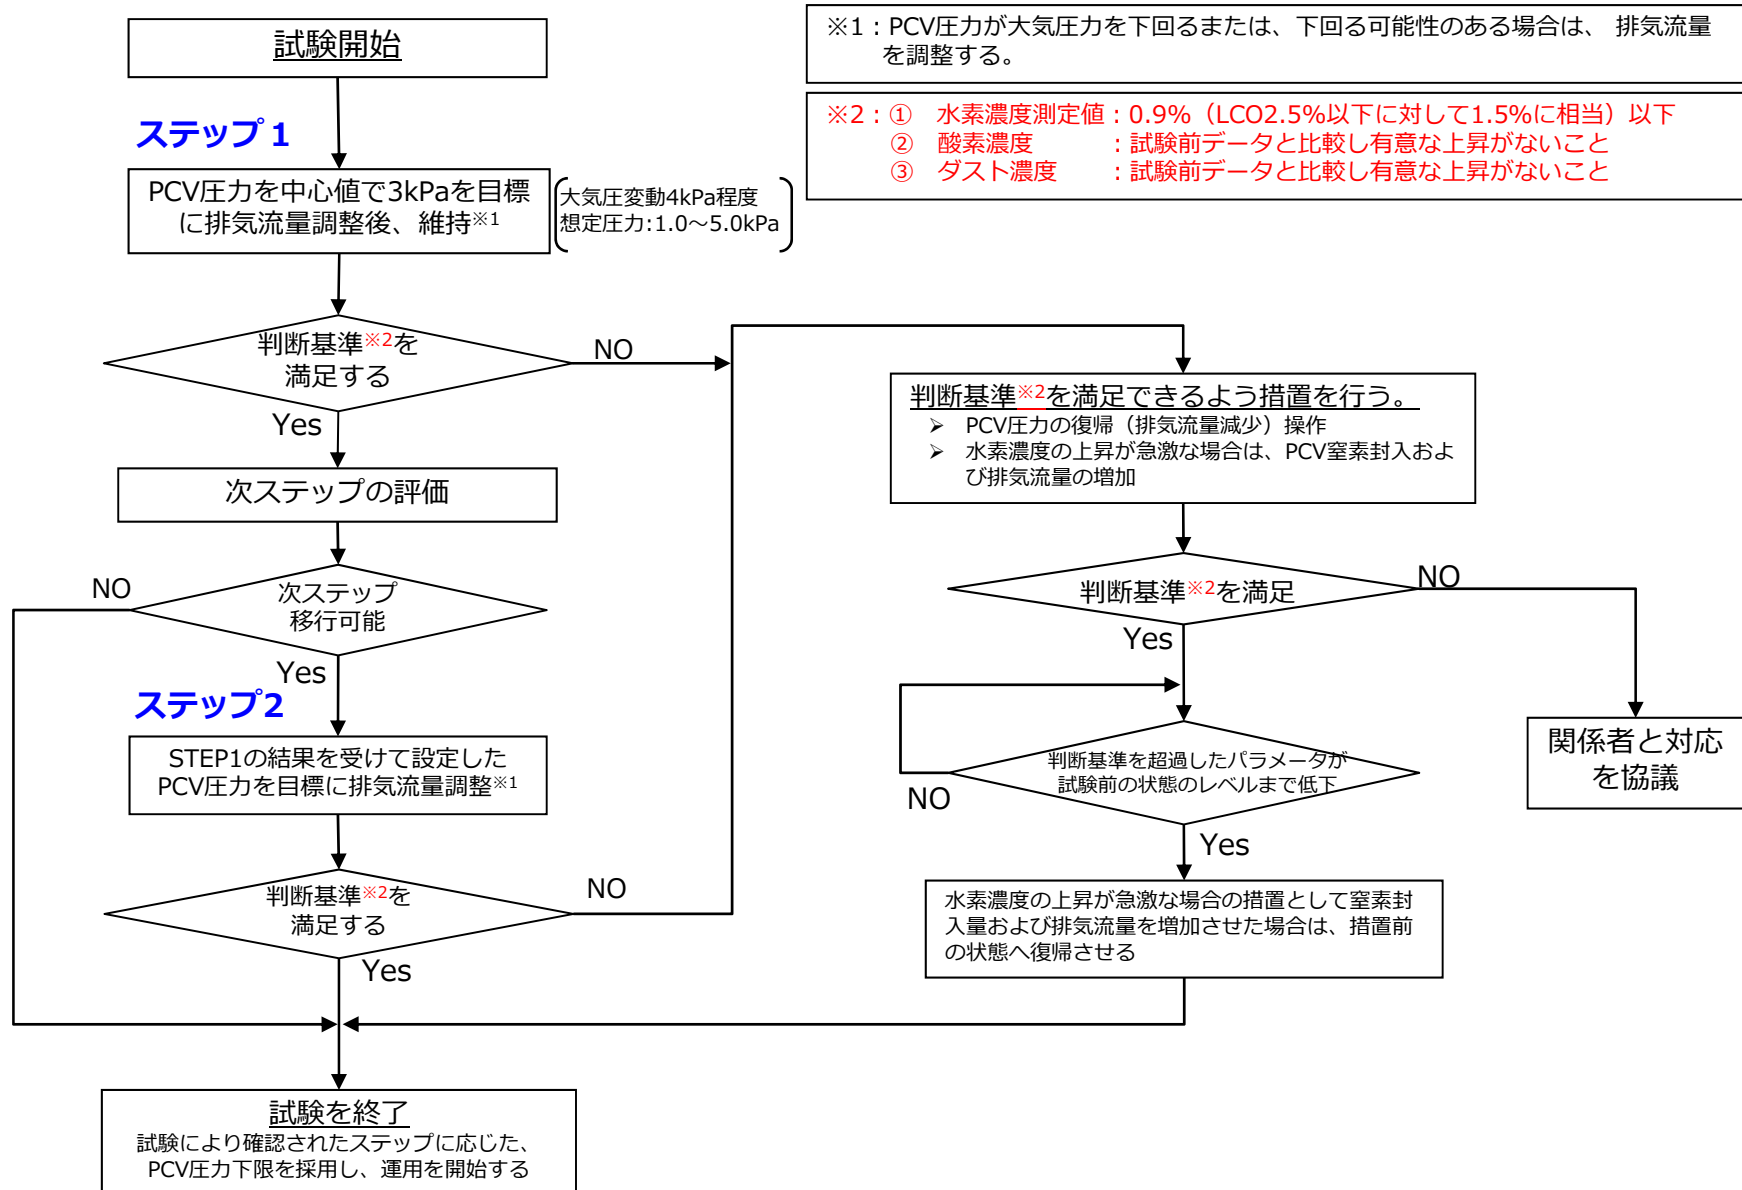 試験開始
※1：PCV圧力が大気圧力を下回るまたは、下回る可能性のある場合は、 排気流量
を調整する。
※2：① 水素濃度測定値：0.9%（LCO2.5%以下に対して1.5%に相当）以下
② 酸素濃度 ：試験前データと比較し有意な上昇がないこと
③ ダスト濃度 ：試験前データと比較し有意な上昇がないこと
ステップ１
PCV圧力を中心値で3kPaを目標
に排気流量調整後、維持※1
大気圧変動4kPa程度
想定圧力:1.0～5.0kPa
判断基準※2を
満足する
NO
Yes
次ステップの評価
次ステップ
移行可能
NO
Yes
ステップ2
STEP1の結果を受けて設定した
PCV圧力を目標に排気流量調整※1
判断基準※2を
満足する
NO
Yes
判断基準※2を満足できるよう措置を行う。
➢ PCV圧力の復帰（排気流量減少）操作
➢ 水素濃度の上昇が急激な場合は、PCV窒素封入およ
び排気流量の増加
判断基準※2を満足
NO
Yes
関係者と対応
を協議
判断基準を超過したパラメータが
試験前の状態のレベルまで低下
NO
Yes
水素濃度の上昇が急激な場合の措置として窒素封
入量および排気流量を増加させた場合は、措置前
の状態へ復帰させる
試験を終了
試験により確認されたステップに応じた、
PCV圧力下限を採用し、運用を開始する